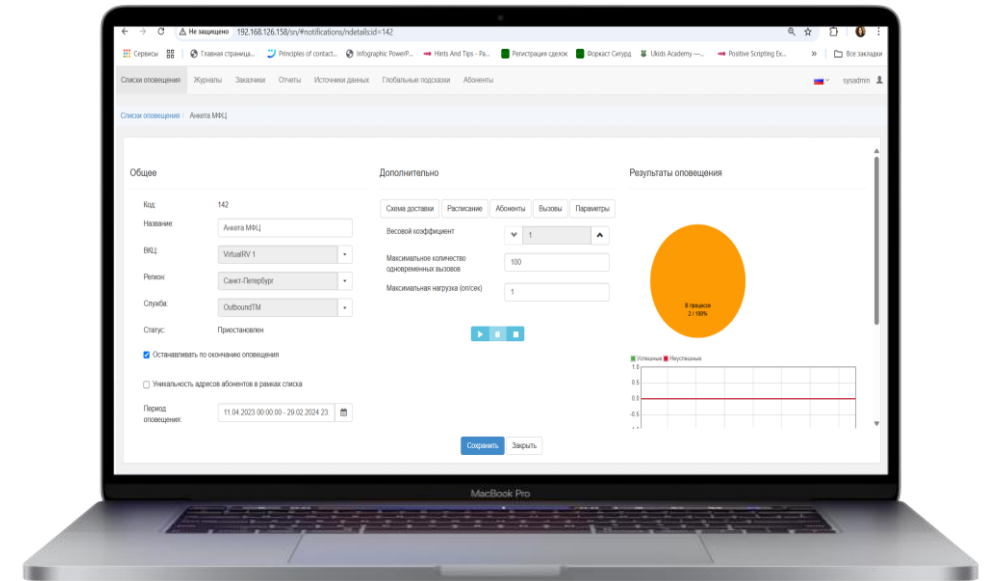 Не защищено 192.168.126.158/sn/#notifications/ndetails:id=142
Сервисы Главная страница... Principles of contact... Infographic PowerP... Hints And Tips - Pa... Регистрация сделок Форкаст Сигурд Ukids Academy —... Positive Scripting Ex... » Все закладки
Списки оповещения Журналы Заказчики Отчеты Источники данных Глобальные подсказки Абоненты sysadmin
Списки оповещения / Анкета МФЦ
Общее Дополнительно Результаты оповещения
Код: 142 Схема доставки Расписание Абоненты Вызовы Параметры
Название: Анкета МФЦ Весовой коэффициент 1
ВКЦ: VirtualRV 1 Максимальное количество одновременных вызовов 100
Регион: Санкт-Петербург Максимальная нагрузка (оп/сек) 1
Служба: OutboundTM
В процессе
2 / 100%
Статус: Приостановлен
Останавливать по окончанию оповещения
Успешные Неуспешные
Уникальность адресов абонентов в рамках списка
1.0
0.5
0.0
-0.5
Период оповещения: 11.04.2023 00:00:00 - 29.02.2024 23
Сохранить Закрыть
MacBook Pro